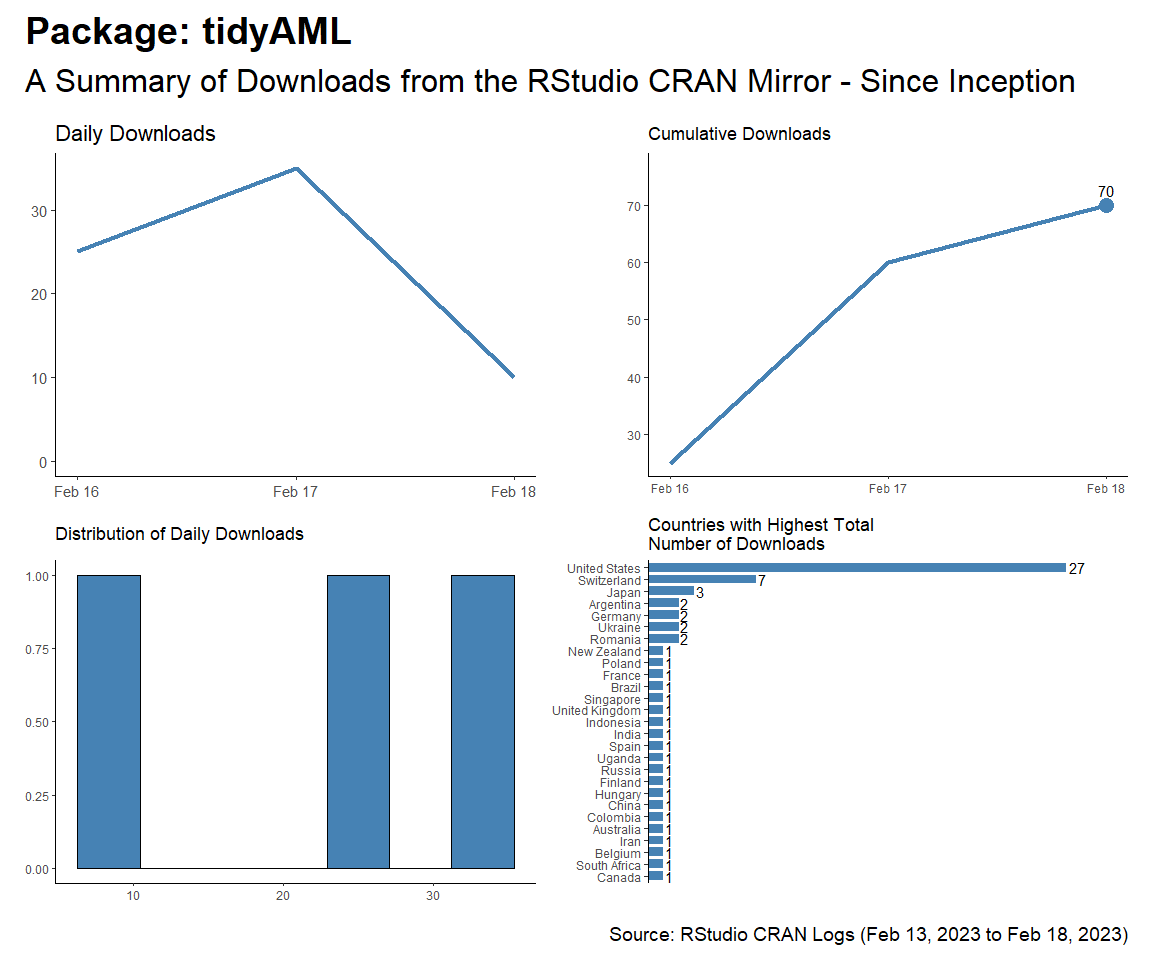 Package: tidyAML
A Summary of Downloads from the RStudio CRAN Mirror - Since Inception
Daily Downloads
30
20
10
0
Feb 16 Feb 17 Feb 18
Cumulative Downloads
70
70
60
50
40
30
Feb 16 Feb 17 Feb 18
Distribution of Daily Downloads
1.00
0.75
0.50
0.25
0.00
10 20 30
Countries with Highest Total
Number of Downloads
United States 27
Switzerland 7
Japan 3
Argentina 2
Germany 2
Ukraine 2
Romania 2
New Zealand 1
Poland 1
France 1
Brazil 1
Singapore 1
United Kingdom 1
Indonesia 1
India 1
Spain 1
Uganda 1
Russia 1
Finland 1
Hungary 1
China 1
Colombia 1
Australia 1
Iran 1
Belgium 1
South Africa 1
Canada 1
Source: RStudio CRAN Logs (Feb 13, 2023 to Feb 18, 2023)